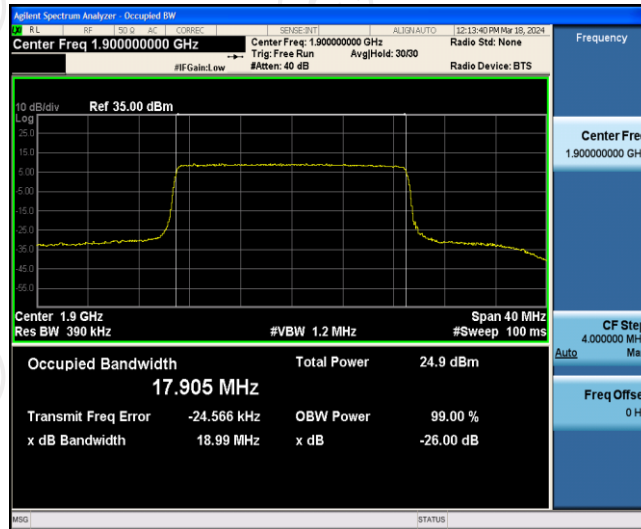 Agilent Spectrum Analyzer - Occupied BW
RL RF 50 Ω AC CORREC SENSE:INT ALIGNAUTO 12:13:40 PM Mar 18, 2024
Center Freq 1.900000000 GHz Center Freq: 1.900000000 GHz Radio Std: None Frequency
Trig: Free Run Avg|Hold: 30/30
#IFGain:Low #Atten: 40 dB Radio Device: BTS
10 dB/div Ref 35.00 dBm
Log
25.0
15.0
5.00
-5.00
-15.0
-25.0
-35.0
-45.0
-55.0
Center Fre
1.900000000 GH
Center 1.9 GHz Span 40 MHz
Res BW 390 kHz #VBW 1.2 MHz #Sweep 100 ms
CF Ste
4.000000 MH
Auto Ma
Occupied Bandwidth Total Power 24.9 dBm
17.905 MHz
Freq Offse
0 H
Transmit Freq Error -24.566 kHz OBW Power 99.00 %
x dB Bandwidth 18.99 MHz x dB -26.00 dB
MSG STATUS